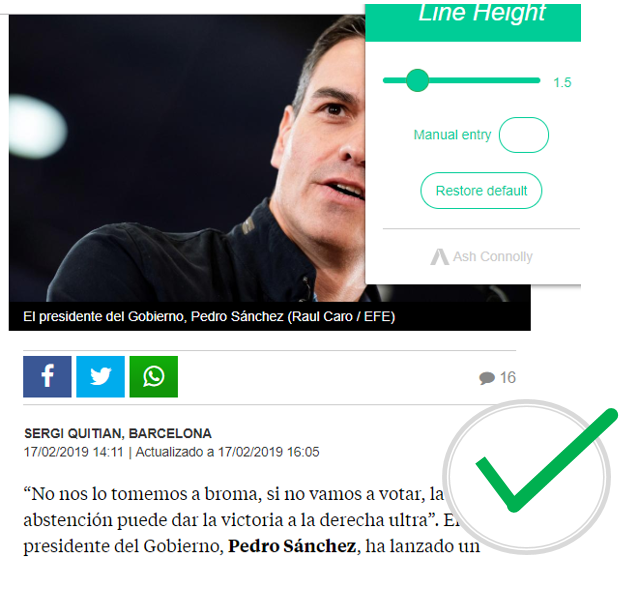 Line Height
1.5
Manual entry
Restore default
Ash Connolly
El presidente del Gobierno, Pedro Sánchez (Raul Caro / EFE)
16
SERGI QUITIAN, BARCELONA
17/02/2019 14:11 | Actualizado a 17/02/2019 16:05
“No nos lo tomemos a broma, si no vamos a votar, la
abstención puede dar la victoria a la derecha ultra”. El
presidente del Gobierno, Pedro Sánchez, ha lanzado un